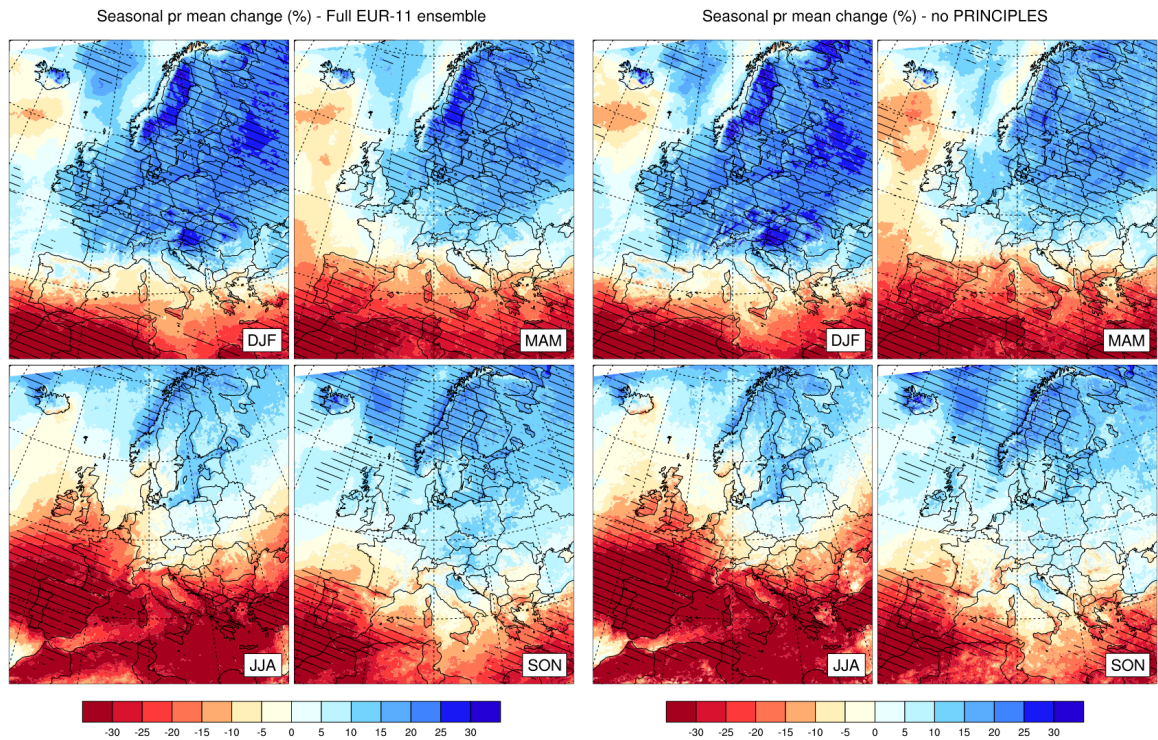 Seasonal pr mean change (%) - Full EUR-11 ensemble
Seasonal pr mean change (%) - no PRINCIPLES
DJF
MAM
DJF
MAM
JJA
SON
JJA
SON
-30 -25 -20 -15 -10 -5 0 5 10 15 20 25 30
-30 -25 -20 -15 -10 -5 0 5 10 15 20 25 30